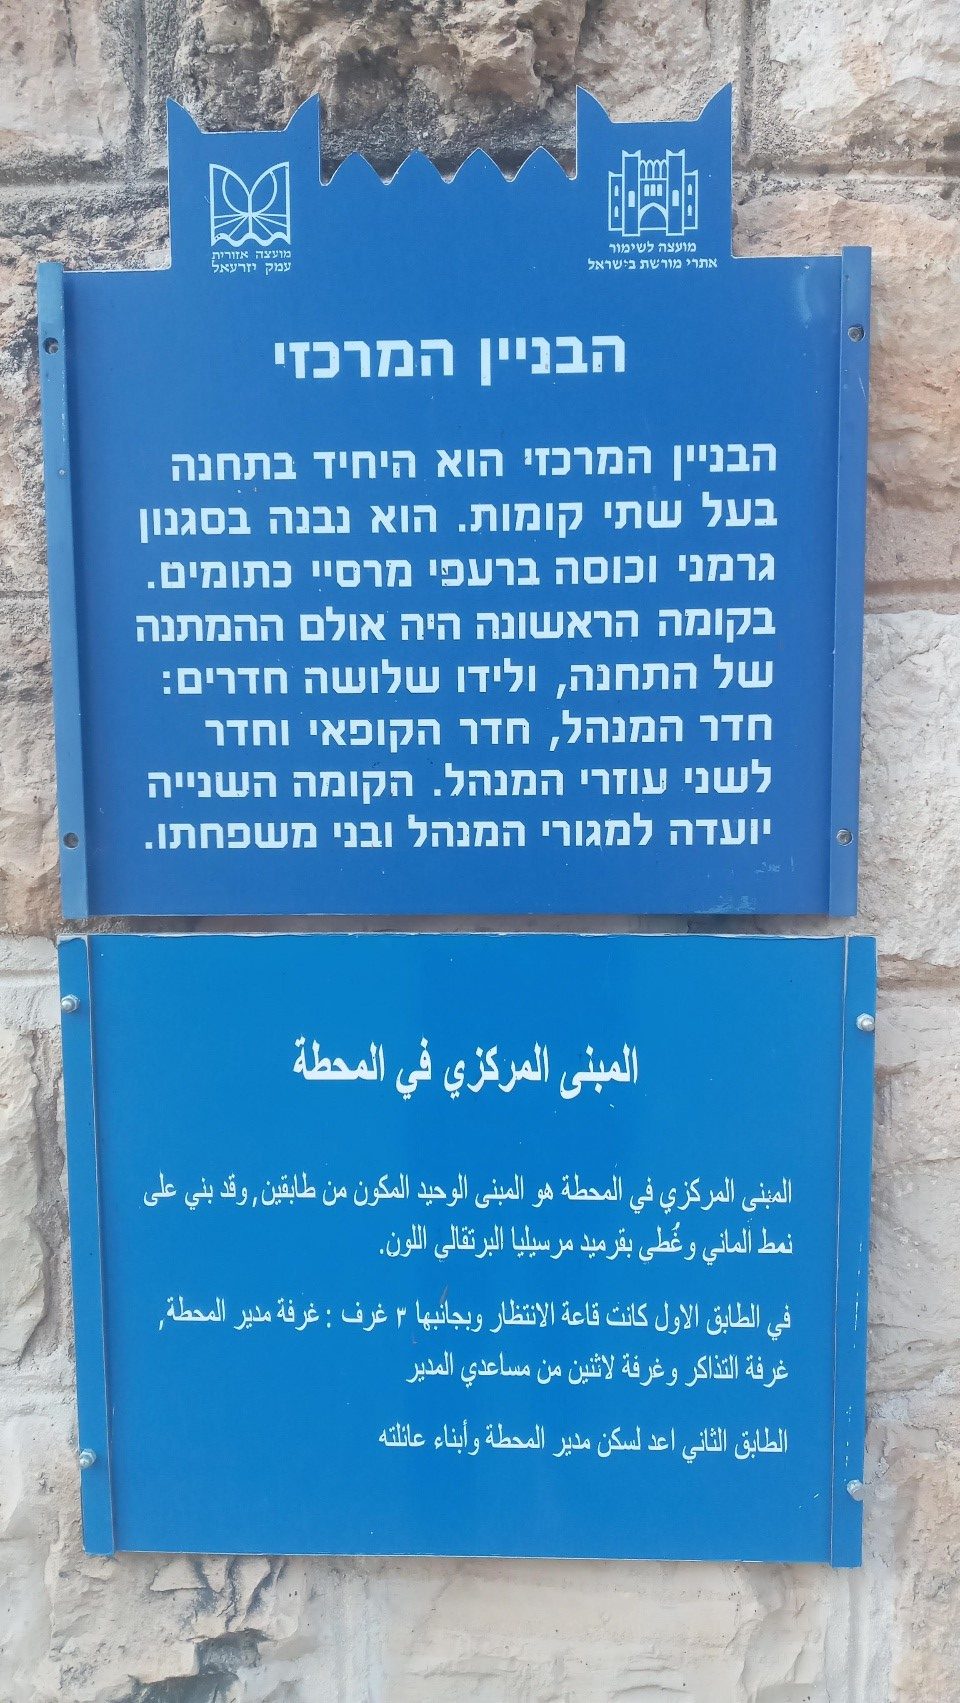 מועצה אזורית
עמק יזרעאל
מועצה לשימור
אתרי מורשת בישראל
הבניין המרכזי
הבניין המרכזי הוא היחיד בתחנה
בעל שתי קומות. הוא נבנה בסגנון
גרמני וכוסה ברעפי מרסיי כתומים.
בקומה הראשונה היה אולם ההמתנה
של התחנה, ולידו שלושה חדרים:
חדר המנהל, חדר הקופאי וחדר
לשני עוזרי המנהל. הקומה השנייה
יועדה למגורי המנהל ובני משפחתו.
المبنى المركزي في المحطة
المبنى المركزي في المحطة هو المبنى الوحيد المكون من طابقين, وقد بني على
نمط الماني وغُطى بقرميد مرسيليا البرتقالي اللون.
في الطابق الاول كانت قاعة الانتظار وبجانبها ٣ غرف : غرفة مدير المحطة,
غرفة التذاكر وغرفة لاثنين من مساعدي المدير
الطابق الثاني اعد لسكن مدير المحطة وأبناء عائلته